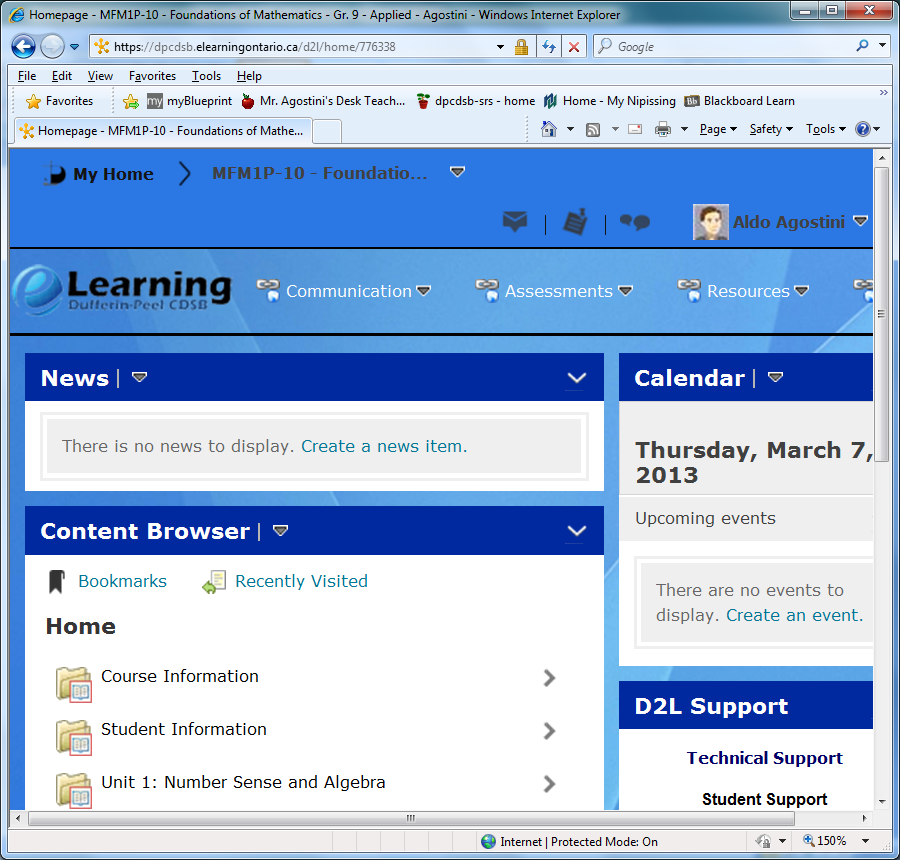 Homepage - MFM1P-10 - Foundations of Mathematics - Gr. 9 - Applied - Agostini - Windows Internet Explorer
https://dpcdsb.elearningontario.ca/d2l/home/776338
Google
File Edit View Favorites Tools Help
Favorites my myBlueprint Mr. Agostini's Desk Teach... dpcdsb-srs - home Home - My Nipissing Bb Blackboard Learn
Homepage - MFM1P-10 - Foundations of Mathe...
Page Safety Tools
My Home MFM1P-10 - Foundatio...
Aldo Agostini
eLearning
Dufferin-Peel CDSB
Communication Assessments Resources
News
There is no news to display. Create a news item.
Content Browser
Bookmarks Recently Visited
Home
Course Information
Student Information
Unit 1: Number Sense and Algebra
Calendar
Thursday, March 7,
2013
Upcoming events
There are no events to
display. Create an event.
D2L Support
Technical Support
Student Support
Internet | Protected Mode: On
150%